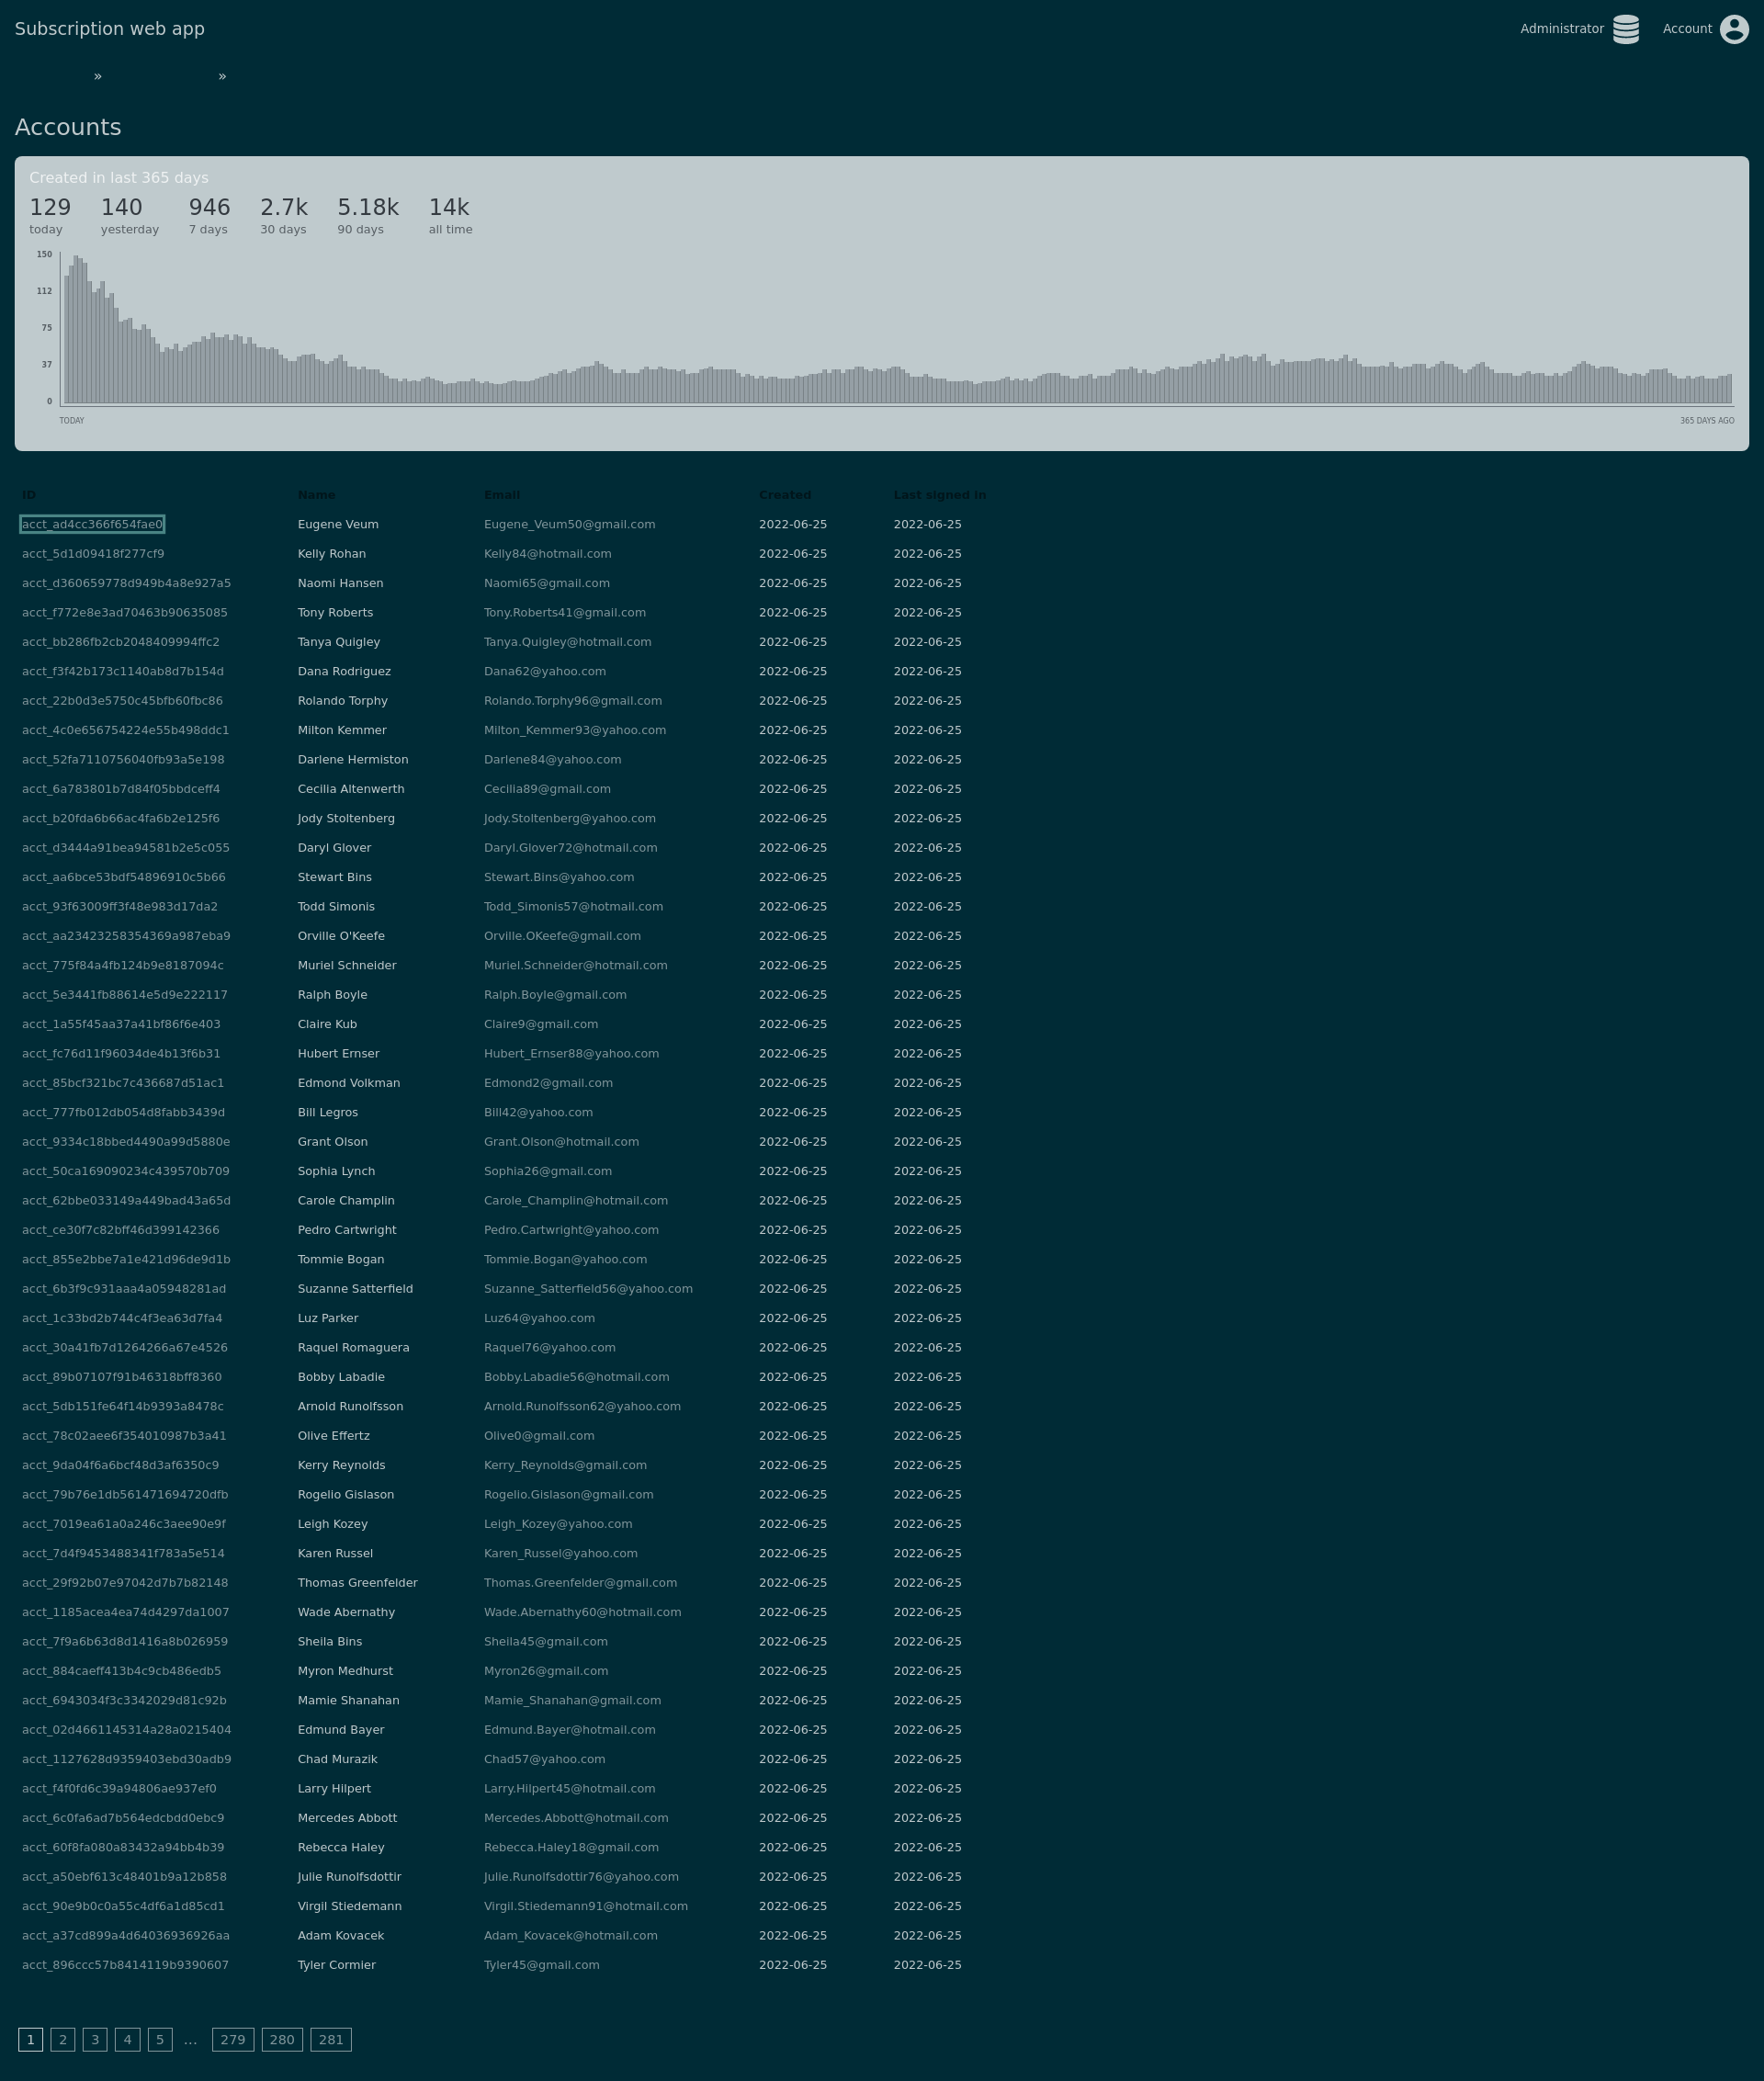 Subscription web app Administrator Account
» »
Accounts
Created in last 365 days
129 140 946 2.7k 5.18k 14k
today yesterday 7 days 30 days 90 days all time
150
112
75
37
0
TODAY 365 DAYS AGO
ID Name Email Created Last signed in
acct_ad4cc366f654fae0 Eugene Veum Eugene_Veum50@gmail.com 2022-06-25 2022-06-25
acct_5d1d09418f277cf9 Kelly Rohan Kelly84@hotmail.com 2022-06-25 2022-06-25
acct_d360659778d949b4a8e927a5 Naomi Hansen Naomi65@gmail.com 2022-06-25 2022-06-25
acct_f772e8e3ad70463b90635085 Tony Roberts Tony.Roberts41@gmail.com 2022-06-25 2022-06-25
acct_bb286fb2cb2048409994ffc2 Tanya Quigley Tanya.Quigley@hotmail.com 2022-06-25 2022-06-25
acct_f3f42b173c1140ab8d7b154d Dana Rodriguez Dana62@yahoo.com 2022-06-25 2022-06-25
acct_22b0d3e5750c45bfb60fbc86 Rolando Torphy Rolando.Torphy96@gmail.com 2022-06-25 2022-06-25
acct_4c0e656754224e55b498ddc1 Milton Kemmer Milton_Kemmer93@yahoo.com 2022-06-25 2022-06-25
acct_52fa7110756040fb93a5e198 Darlene Hermiston Darlene84@yahoo.com 2022-06-25 2022-06-25
acct_6a783801b7d84f05bbdceff4 Cecilia Altenwerth Cecilia89@gmail.com 2022-06-25 2022-06-25
acct_b20fda6b66ac4fa6b2e125f6 Jody Stoltenberg Jody.Stoltenberg@yahoo.com 2022-06-25 2022-06-25
acct_d3444a91bea94581b2e5c055 Daryl Glover Daryl.Glover72@hotmail.com 2022-06-25 2022-06-25
acct_aa6bce53bdf54896910c5b66 Stewart Bins Stewart.Bins@yahoo.com 2022-06-25 2022-06-25
acct_93f63009ff3f48e983d17da2 Todd Simonis Todd_Simonis57@hotmail.com 2022-06-25 2022-06-25
acct_aa23423258354369a987eba9 Orville O'Keefe Orville.OKeefe@gmail.com 2022-06-25 2022-06-25
acct_775f84a4fb124b9e8187094c Muriel Schneider Muriel.Schneider@hotmail.com 2022-06-25 2022-06-25
acct_5e3441fb88614e5d9e222117 Ralph Boyle Ralph.Boyle@gmail.com 2022-06-25 2022-06-25
acct_1a55f45aa37a41bf86f6e403 Claire Kub Claire9@gmail.com 2022-06-25 2022-06-25
acct_fc76d11f96034de4b13f6b31 Hubert Ernser Hubert_Ernser88@yahoo.com 2022-06-25 2022-06-25
acct_85bcf321bc7c436687d51ac1 Edmond Volkman Edmond2@gmail.com 2022-06-25 2022-06-25
acct_777fb012db054d8fabb3439d Bill Legros Bill42@yahoo.com 2022-06-25 2022-06-25
acct_9334c18bbed4490a99d5880e Grant Olson Grant.Olson@hotmail.com 2022-06-25 2022-06-25
acct_50ca169090234c439570b709 Sophia Lynch Sophia26@gmail.com 2022-06-25 2022-06-25
acct_62bbe033149a449bad43a65d Carole Champlin Carole_Champlin@hotmail.com 2022-06-25 2022-06-25
acct_ce30f7c82bff46d399142366 Pedro Cartwright Pedro.Cartwright@yahoo.com 2022-06-25 2022-06-25
acct_855e2bbe7a1e421d96de9d1b Tommie Bogan Tommie.Bogan@yahoo.com 2022-06-25 2022-06-25
acct_6b3f9c931aaa4a05948281ad Suzanne Satterfield Suzanne_Satterfield56@yahoo.com 2022-06-25 2022-06-25
acct_1c33bd2b744c4f3ea63d7fa4 Luz Parker Luz64@yahoo.com 2022-06-25 2022-06-25
acct_30a41fb7d1264266a67e4526 Raquel Romaguera Raquel76@yahoo.com 2022-06-25 2022-06-25
acct_89b07107f91b46318bff8360 Bobby Labadie Bobby.Labadie56@hotmail.com 2022-06-25 2022-06-25
acct_5db151fe64f14b9393a8478c Arnold Runolfsson Arnold.Runolfsson62@yahoo.com 2022-06-25 2022-06-25
acct_78c02aee6f354010987b3a41 Olive Effertz Olive0@gmail.com 2022-06-25 2022-06-25
acct_9da04f6a6bcf48d3af6350c9 Kerry Reynolds Kerry_Reynolds@gmail.com 2022-06-25 2022-06-25
acct_79b76e1db561471694720dfb Rogelio Gislason Rogelio.Gislason@gmail.com 2022-06-25 2022-06-25
acct_7019ea61a0a246c3aee90e9f Leigh Kozey Leigh_Kozey@yahoo.com 2022-06-25 2022-06-25
acct_7d4f9453488341f783a5e514 Karen Russel Karen_Russel@yahoo.com 2022-06-25 2022-06-25
acct_29f92b07e97042d7b7b82148 Thomas Greenfelder Thomas.Greenfelder@gmail.com 2022-06-25 2022-06-25
acct_1185acea4ea74d4297da1007 Wade Abernathy Wade.Abernathy60@hotmail.com 2022-06-25 2022-06-25
acct_7f9a6b63d8d1416a8b026959 Sheila Bins Sheila45@gmail.com 2022-06-25 2022-06-25
acct_884caeff413b4c9cb486edb5 Myron Medhurst Myron26@gmail.com 2022-06-25 2022-06-25
acct_6943034f3c3342029d81c92b Mamie Shanahan Mamie_Shanahan@gmail.com 2022-06-25 2022-06-25
acct_02d4661145314a28a0215404 Edmund Bayer Edmund.Bayer@hotmail.com 2022-06-25 2022-06-25
acct_1127628d9359403ebd30adb9 Chad Murazik Chad57@yahoo.com 2022-06-25 2022-06-25
acct_f4f0fd6c39a94806ae937ef0 Larry Hilpert Larry.Hilpert45@hotmail.com 2022-06-25 2022-06-25
acct_6c0fa6ad7b564edcbdd0ebc9 Mercedes Abbott Mercedes.Abbott@hotmail.com 2022-06-25 2022-06-25
acct_60f8fa080a83432a94bb4b39 Rebecca Haley Rebecca.Haley18@gmail.com 2022-06-25 2022-06-25
acct_a50ebf613c48401b9a12b858 Julie Runolfsdottir Julie.Runolfsdottir76@yahoo.com 2022-06-25 2022-06-25
acct_90e9b0c0a55c4df6a1d85cd1 Virgil Stiedemann Virgil.Stiedemann91@hotmail.com 2022-06-25 2022-06-25
acct_a37cd899a4d64036936926aa Adam Kovacek Adam_Kovacek@hotmail.com 2022-06-25 2022-06-25
acct_896ccc57b8414119b9390607 Tyler Cormier Tyler45@gmail.com 2022-06-25 2022-06-25
1 2 3 4 5 … 279 280 281